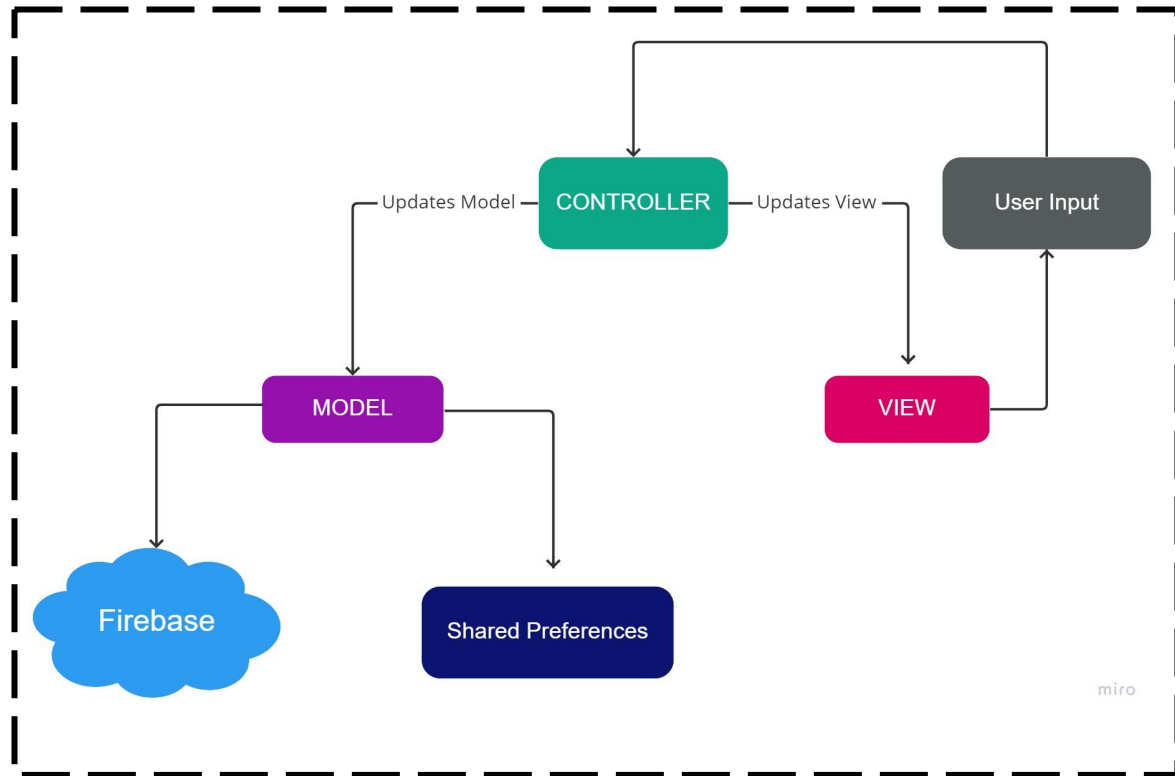 CONTROLLER
User Input
Updates Model
Updates View
MODEL
VIEW
Firebase
Shared Preferences
miro